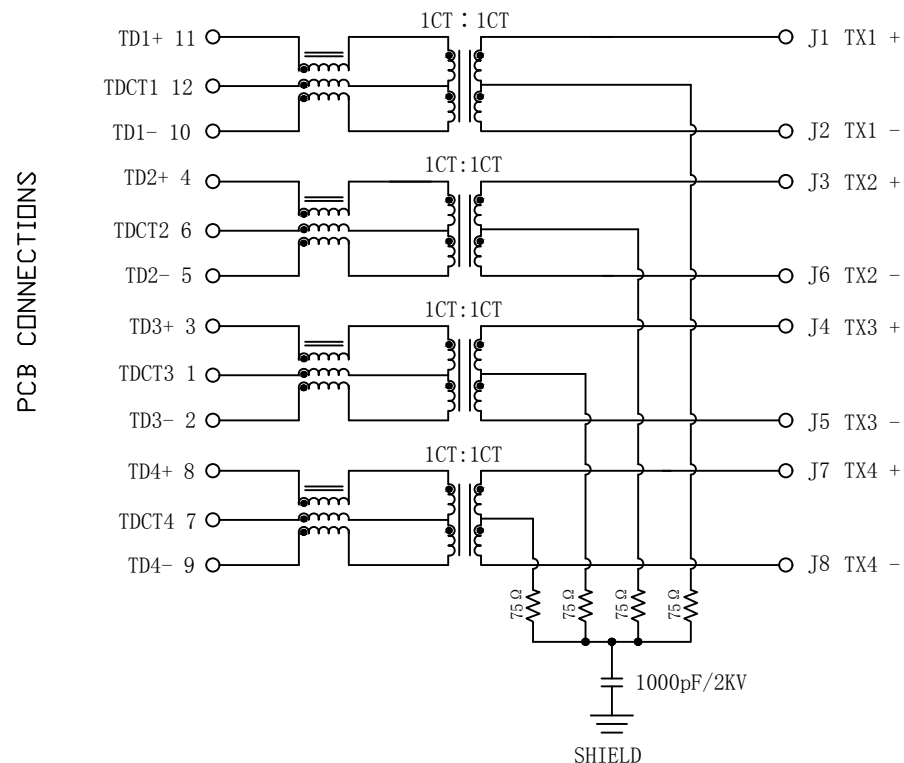 1CT : 1CT
TD1+ 11
J1 TX1 +
TDCT1 12
TD1- 10
J2 TX1 -
1CT:1CT
TD2+ 4
J3 TX2 +
TDCT2 6
TD2- 5
J6 TX2 -
PCB CONNECTIONS
1CT:1CT
TD3+ 3
J4 TX3 +
TDCT3 1
TD3- 2
J5 TX3 -
1CT:1CT
TD4+ 8
J7 TX4 +
TDCT4 7
TD4- 9
J8 TX4 -
75Ω
75Ω
75Ω
75Ω
1000pF/2KV
SHIELD